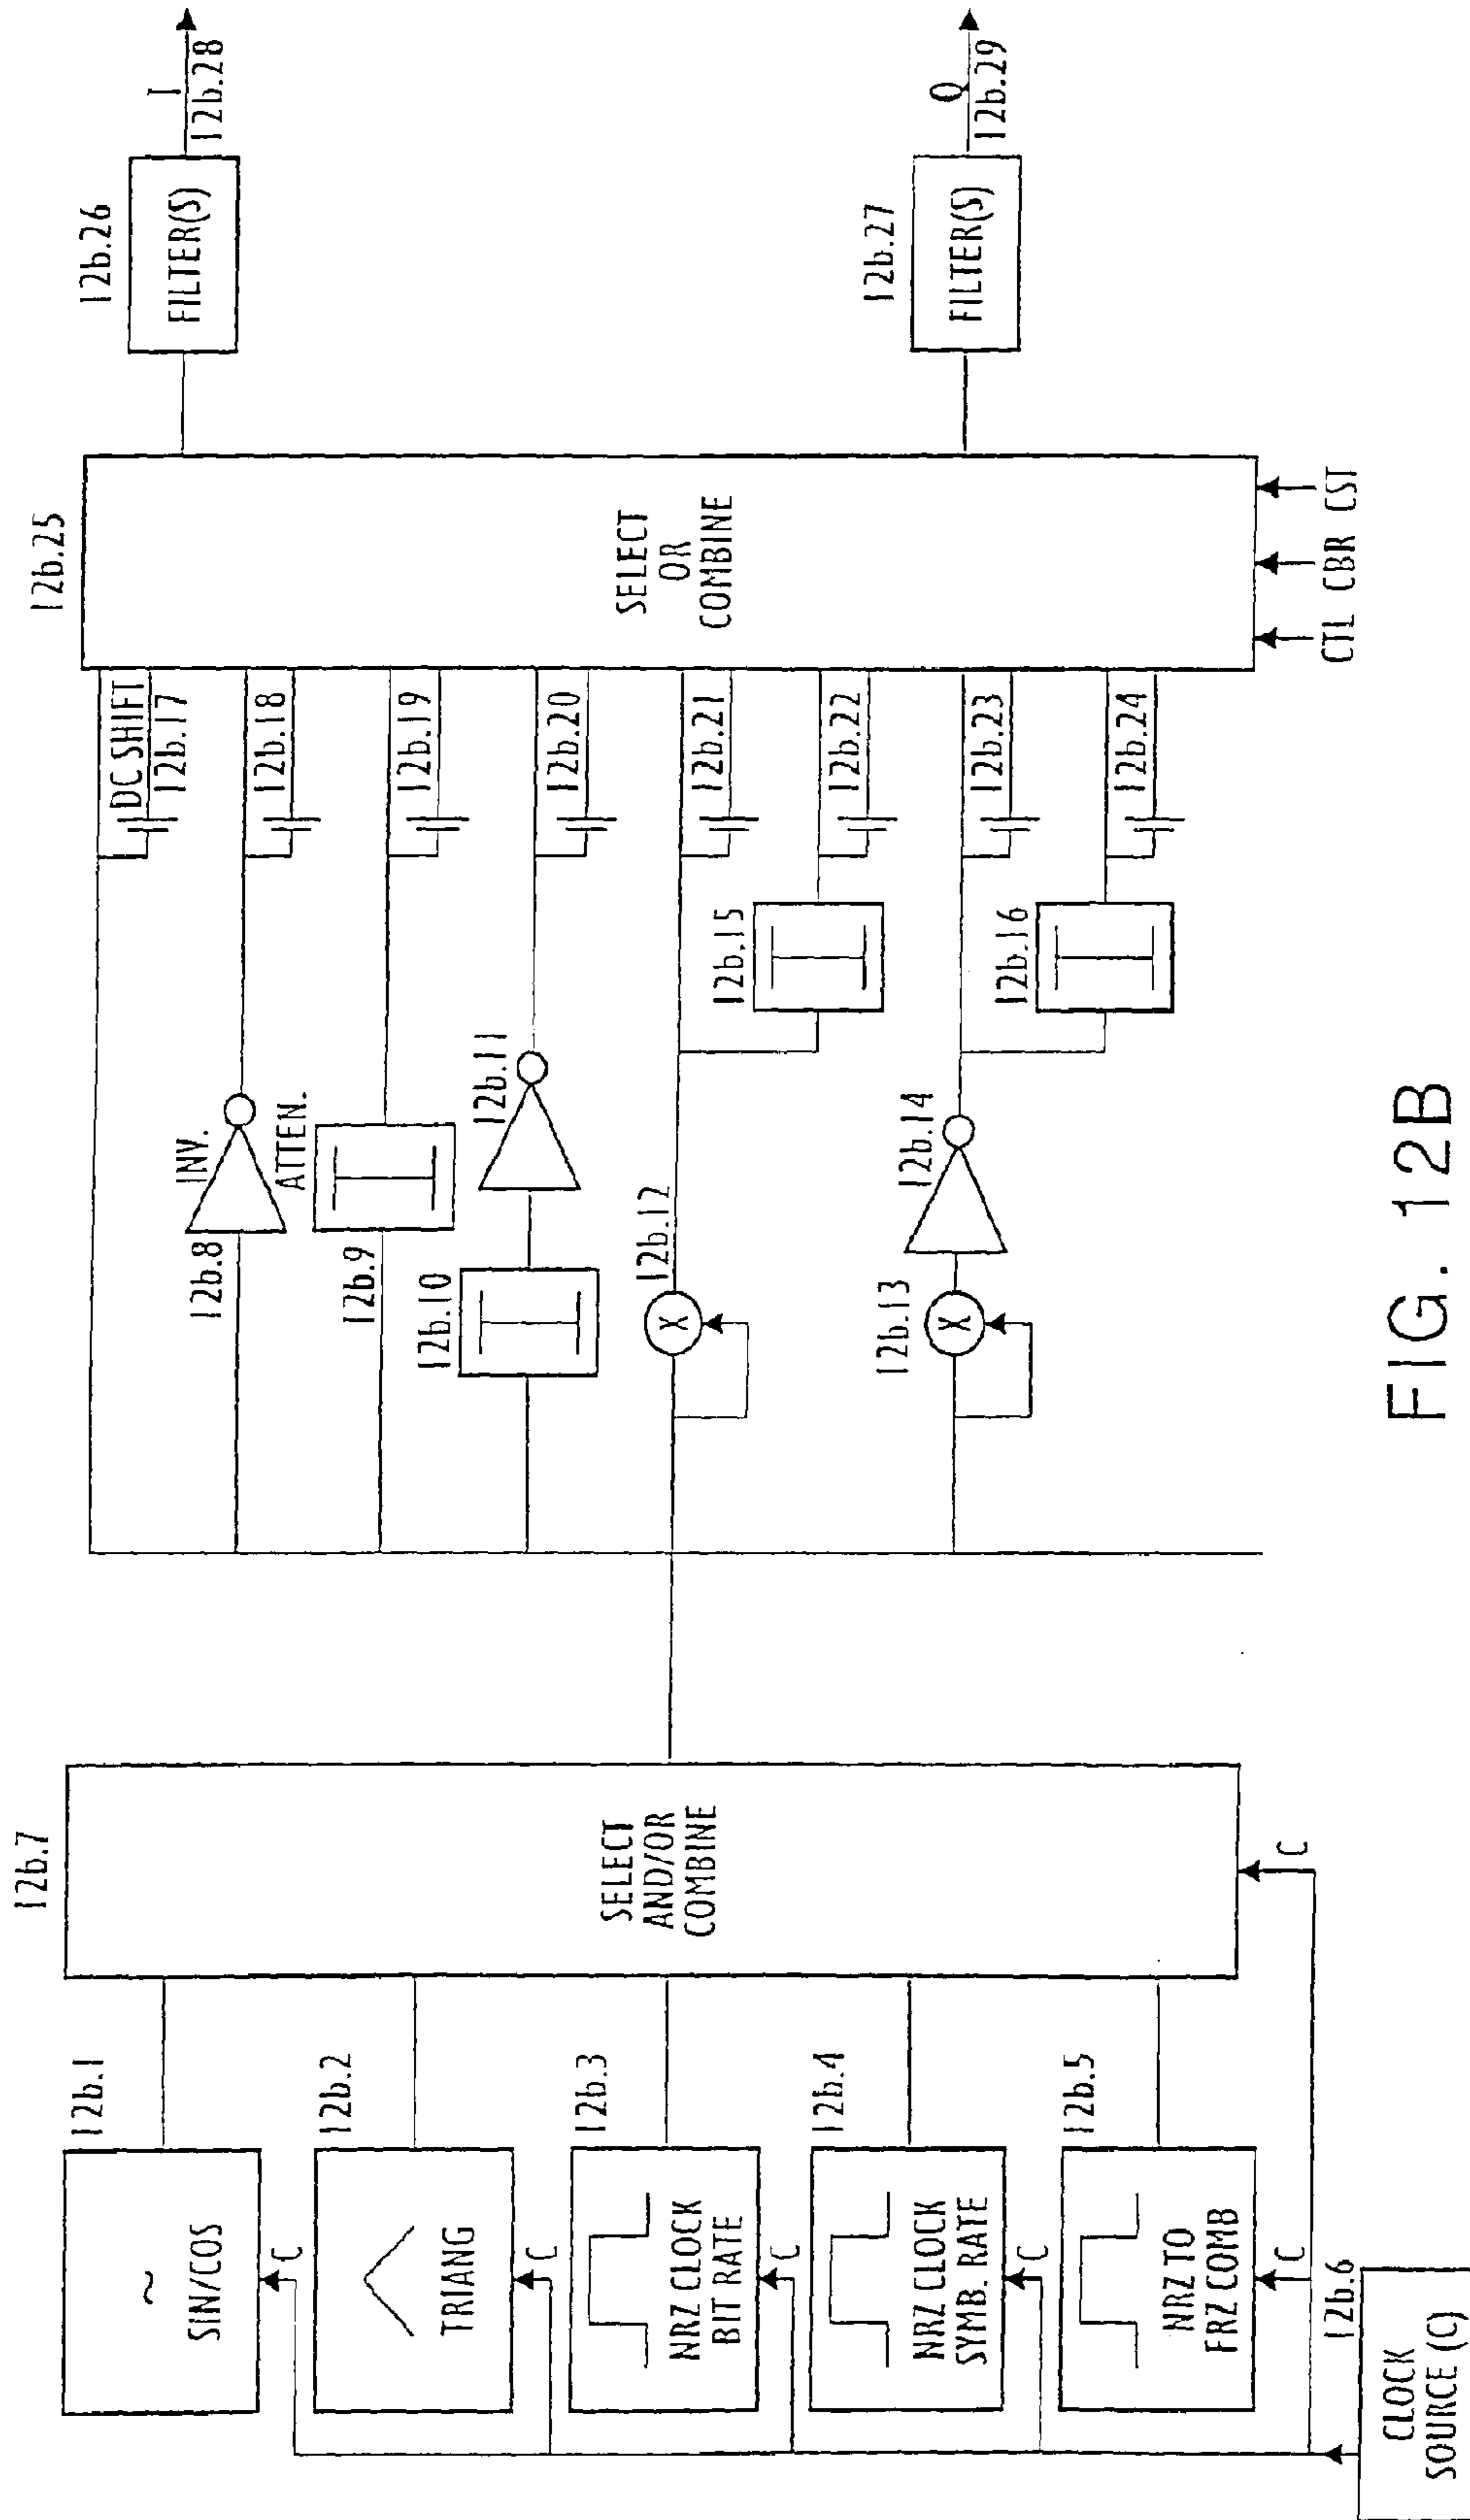 12b.1
~
SIN/COS
C
12b.2
TRIANG
C
12b.3
NRZ CLOCK
BIT RATE
C
12b.4
NRZ CLOCK
SYMB. RATE
C
12b.5
NRZ TO
FRZ COMB
C
12b.6
CLOCK
SOURCE (C)
12b.7
SELECT
AND/OR
COMBINE
C
INV.
12b.8
ATTEN.
12b.9
12b.10
12b.11
12b.12
X
12b.13
X
12b.14
12b.15
12b.16
DC SHIFT
12b.17
12b.18
12b.19
12b.20
12b.21
12b.22
12b.23
12b.24
12b.25
SELECT
OR
COMBINE
CTL CBR CST
12b.26
FILTER(S)
I
12b.28
12b.27
FILTER(S)
Q
12b.29
FIG. 12B